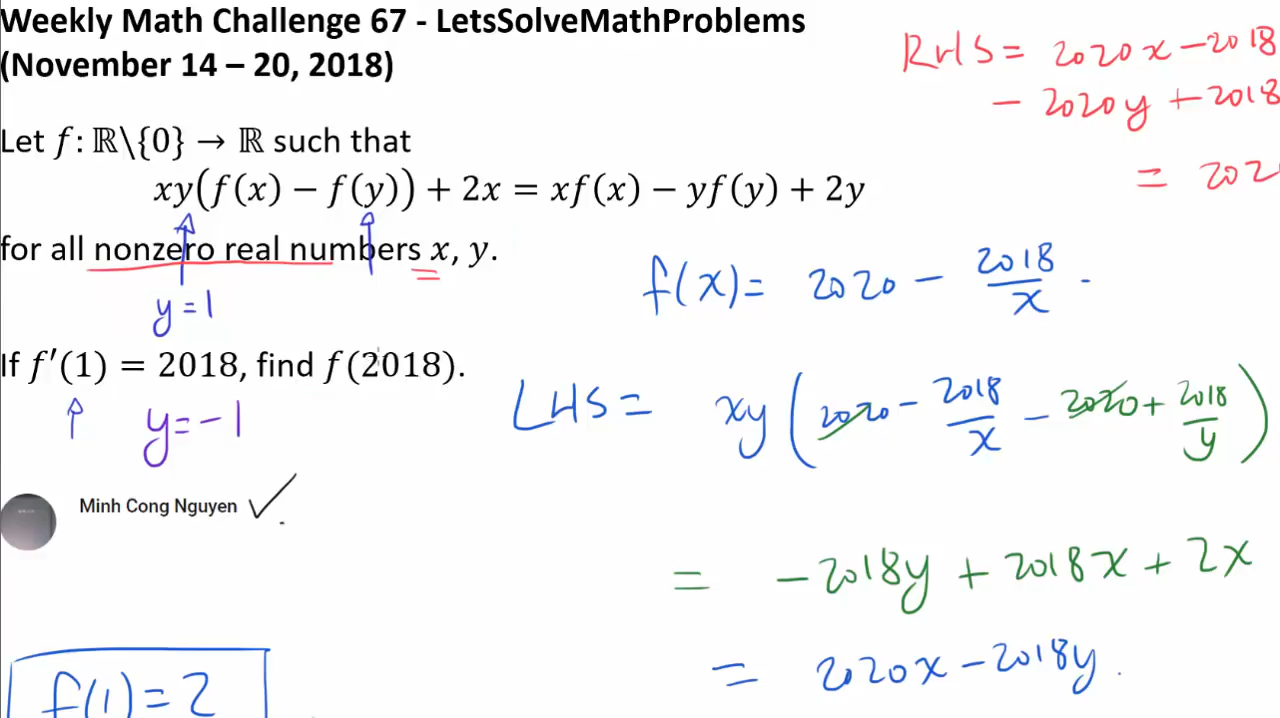 Weekly Math Challenge 67 - LetsSolveMathProblems
(November 14 – 20, 2018)
RHS = 2020x − 2018
− 2020y + 2018
= 202
Let f: ℝ\{0} → ℝ such that
xy(f(x) − f(y)) + 2x = xf(x) − yf(y) + 2y
for all nonzero real numbers x, y.
y = 1
f(x) = 2020 − 2018/x .
If f′(1) = 2018, find f(2018).
y = −1
LHS = xy(2020 − 2018/x − 2020 + 2018/y)
Minh Cong Nguyen ✓.
= −2018y + 2018x + 2x
= 2020x − 2018y .
f(1) = 2